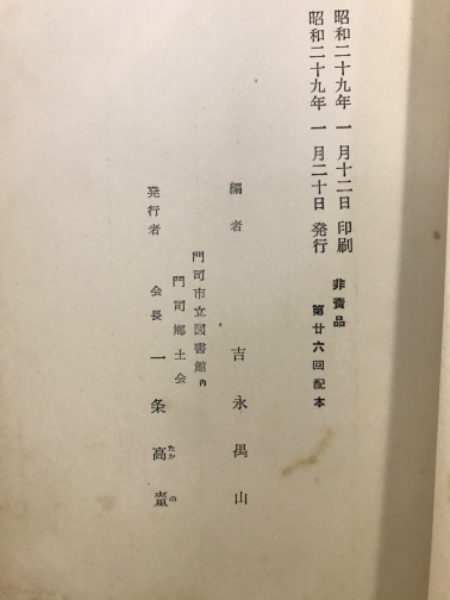 昭和二十九年 一月十二日 印刷
昭和二十九年 一月二十日 発行
非賣品
第廿六回配本
編者 吉永禺山
門司市立図書館内
門司郷土会
発行者 会長 一条高
たか の